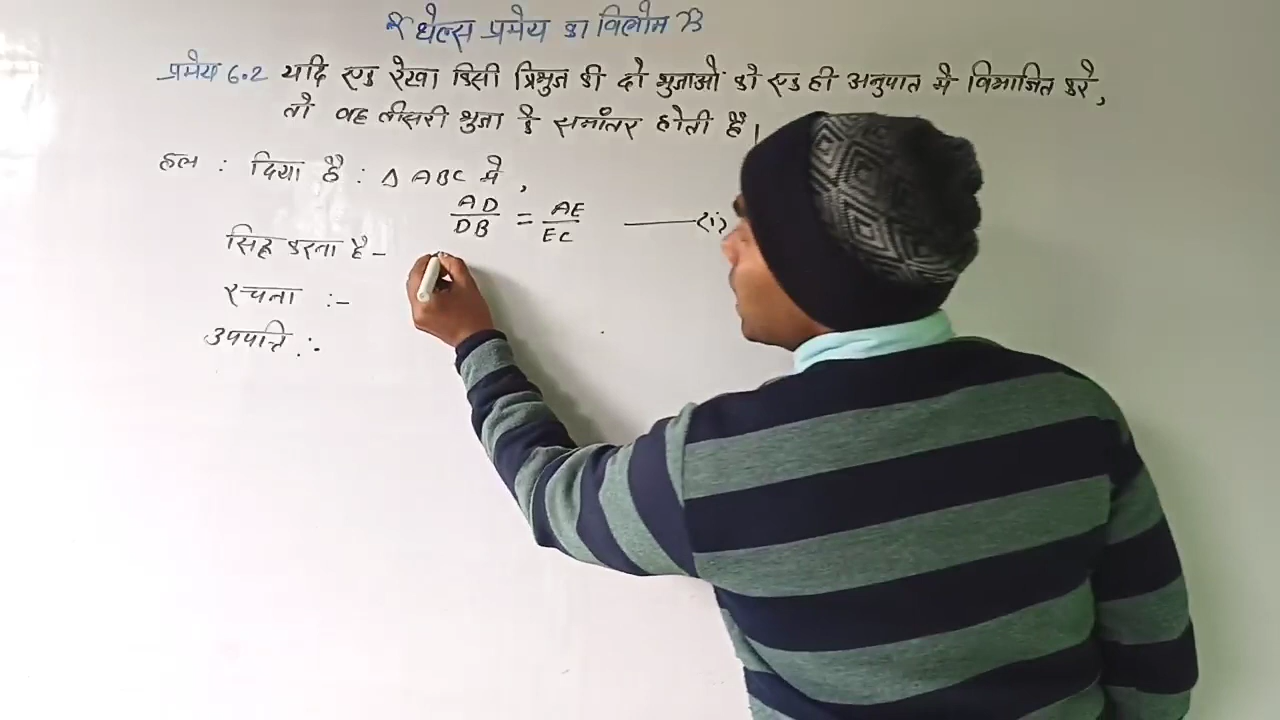 थेल्स प्रमेय का विलोम
प्रमेय 6.2 यदि एक रेखा किसी त्रिभुज की दो भुजाओं को एक ही अनुपात में विभाजित करे,
तो वह तीसरी भुजा के समांतर होती है।
हल : दिया है : Δ ABC में ,
AD/DB = AE/EC —— (i)
सिद्ध करना है –
रचना :–
उपपत्ति :.